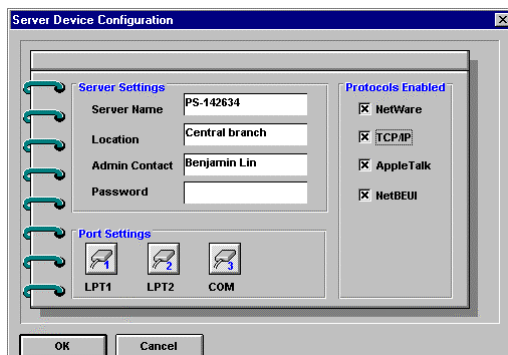 Server Device Configuration
Server Settings
Server Name PS-142634
Location Central branch
Admin Contact Benjamin Lin
Password
Protocols Enabled
NetWare
TCP/IP
AppleTalk
NetBEUI
Port Settings
1 2 3
LPT1 LPT2 COM
OK Cancel